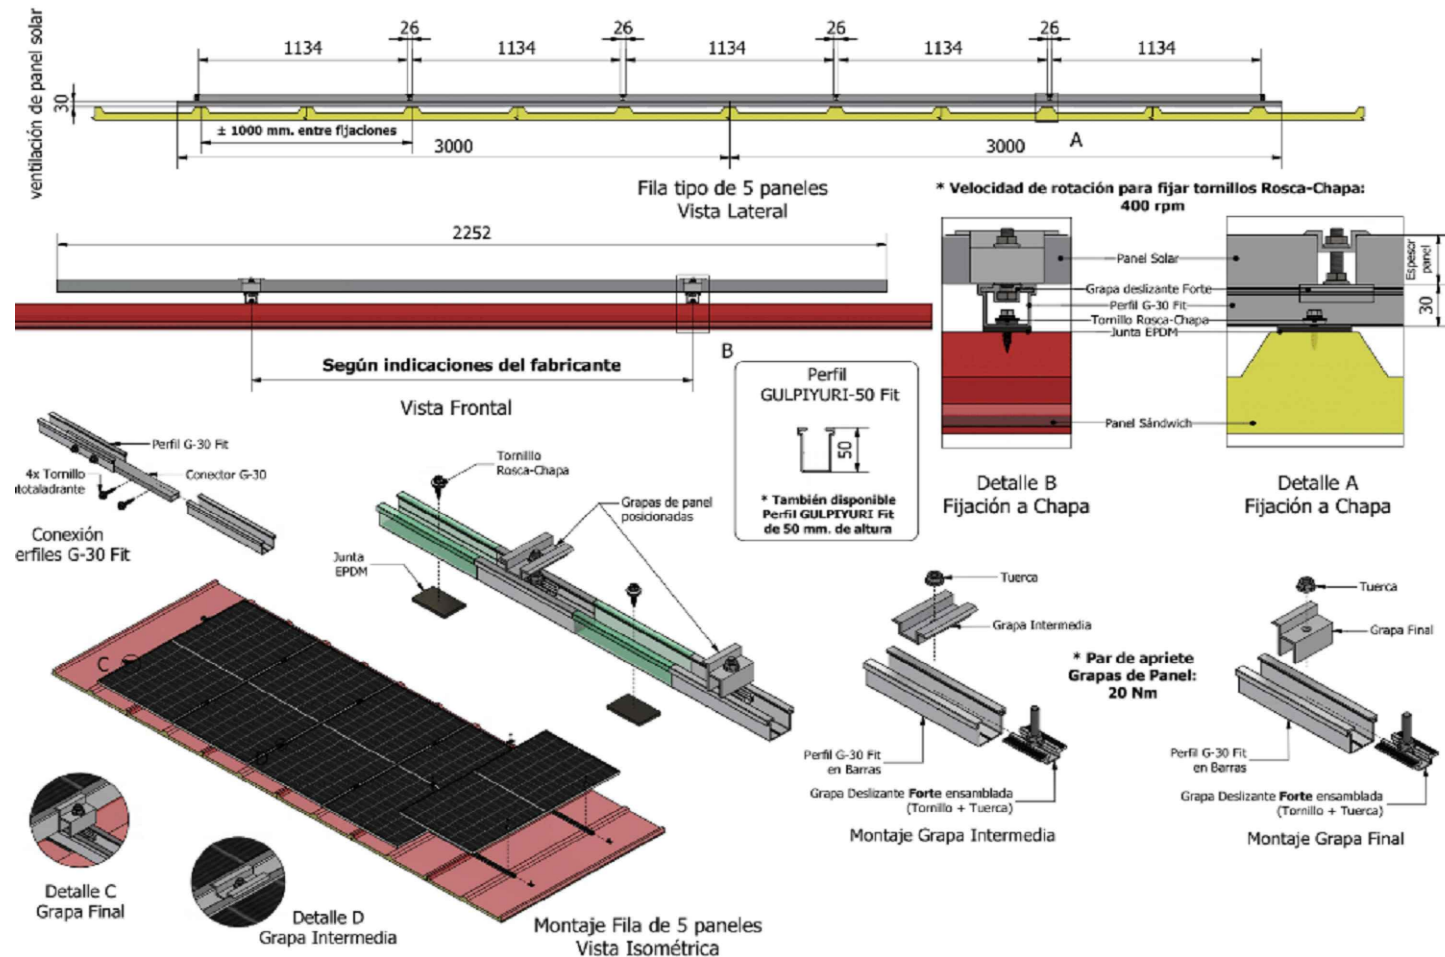 26
26
26
26
1134
1134
1134
1134
1134
ventilación de panel solar
30
± 1000 mm. entre fijaciones
3000
3000
A
Fila tipo de 5 paneles
Vista Lateral
* Velocidad de rotación para fijar tornillos Rosca-Chapa:
400 rpm
2252
Según indicaciones del fabricante
B
Vista Frontal
Panel Solar
Grapa deslizante Forte
Perfil G-30 Fit
Tornillo Rosca-Chapa
Junta EPDM
Panel Sándwich
Espesor
panel
30
Detalle B
Fijación a Chapa
Detalle A
Fijación a Chapa
Perfil
GULPIYURI-50 Fit
50
* También disponible
Perfil GULPIYURI Fit
de 50 mm. de altura
Perfil G-30 Fit
4x Tornillo
utotaladrante
Conector G-30
Conexión
erfiles G-30 Fit
Tornillo
Rosca-Chapa
Grapas de panel
posicionadas
Junta
EPDM
C
Tuerca
Grapa Intermedia
* Par de apriete
Grapas de Panel:
20 Nm
Perfil G-30 Fit
en Barras
Grapa Deslizante Forte ensamblada
(Tornillo + Tuerca)
Montaje Grapa Intermedia
Tuerca
Grapa Final
Perfil G-30 Fit
en Barras
Grapa Deslizante Forte ensamblada
(Tornillo + Tuerca)
Montaje Grapa Final
Detalle C
Grapa Final
Detalle D
Grapa Intermedia
Montaje Fila de 5 paneles
Vista Isométrica